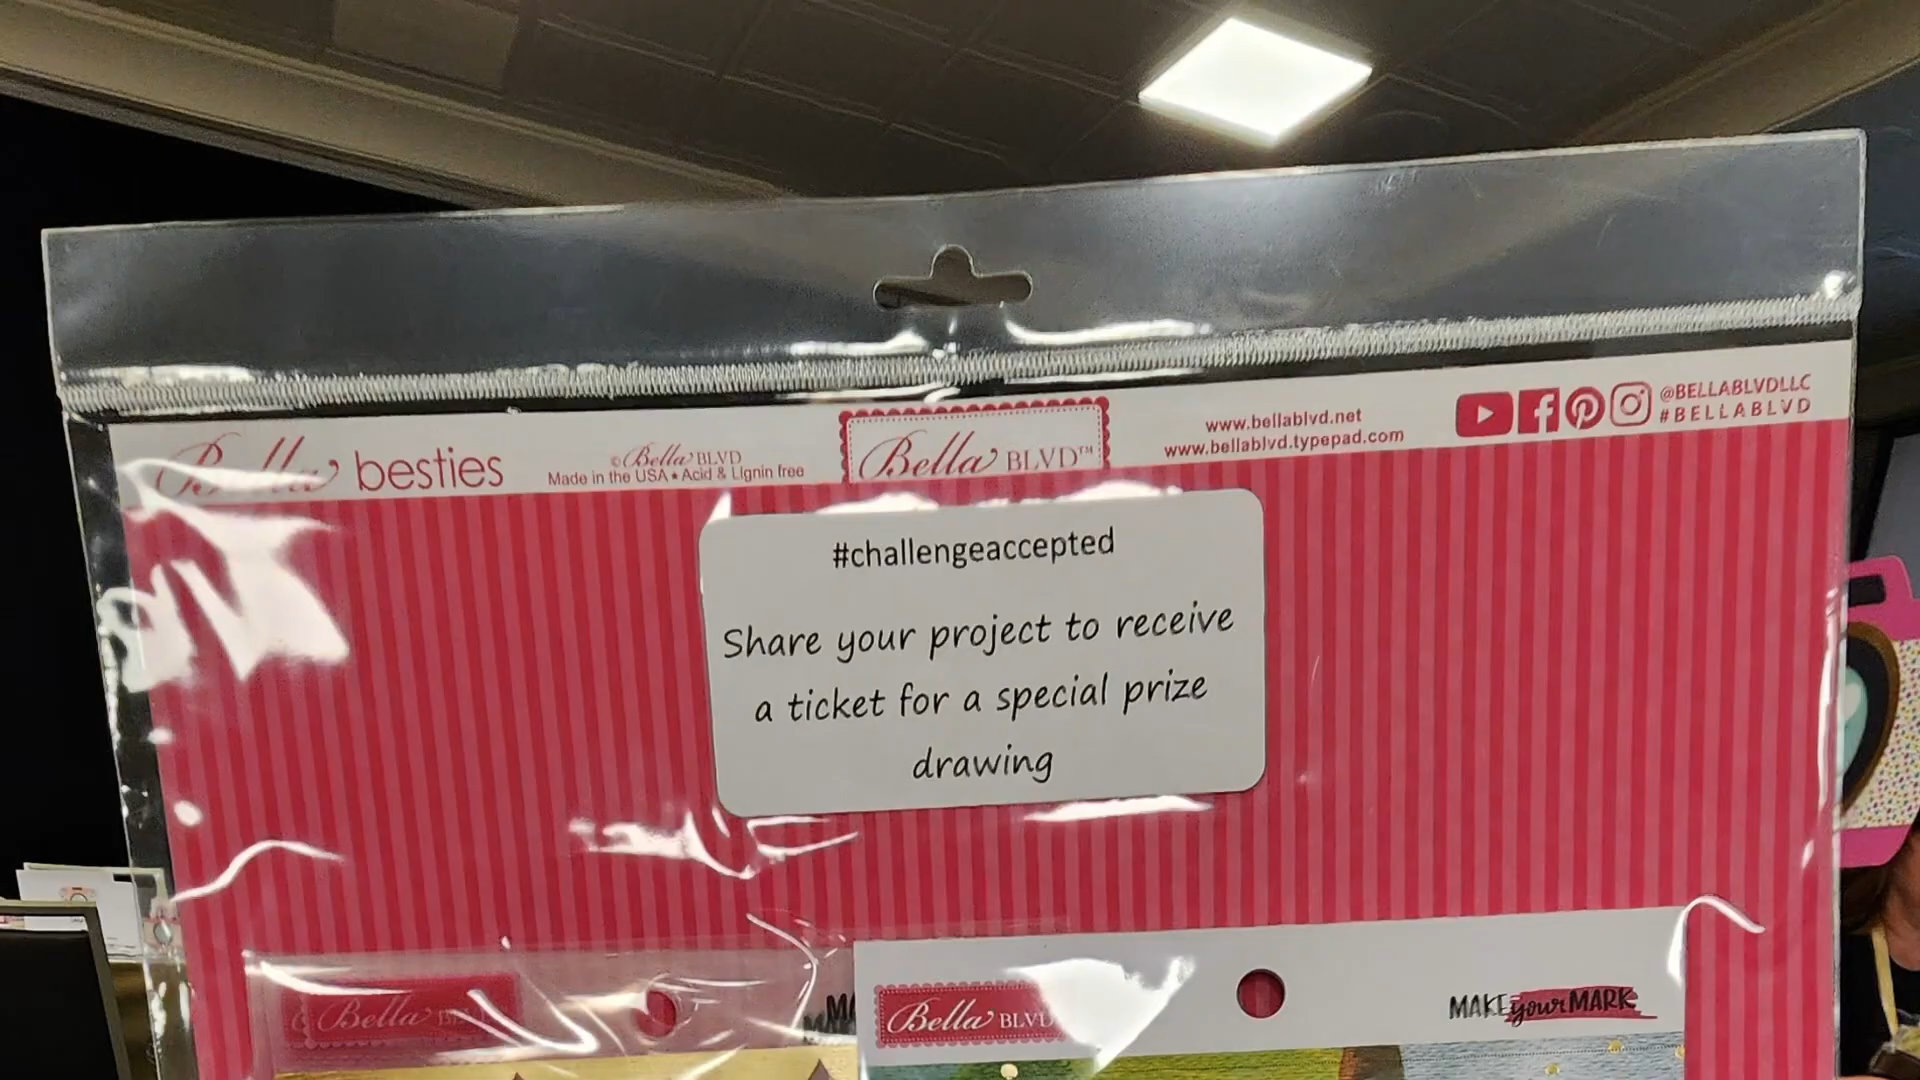 Bella besties
©Bella BLVD
Made in the USA ★ Acid & Lignin free
Bella BLVD™
www.bellablvd.net
www.bellablvd.typepad.com
@BELLABLVDLLC
#BELLABLVD
#challengeaccepted
Share your project to receive
a ticket for a special prize
drawing
Bella
Bella BLVD
MAKE your MARK